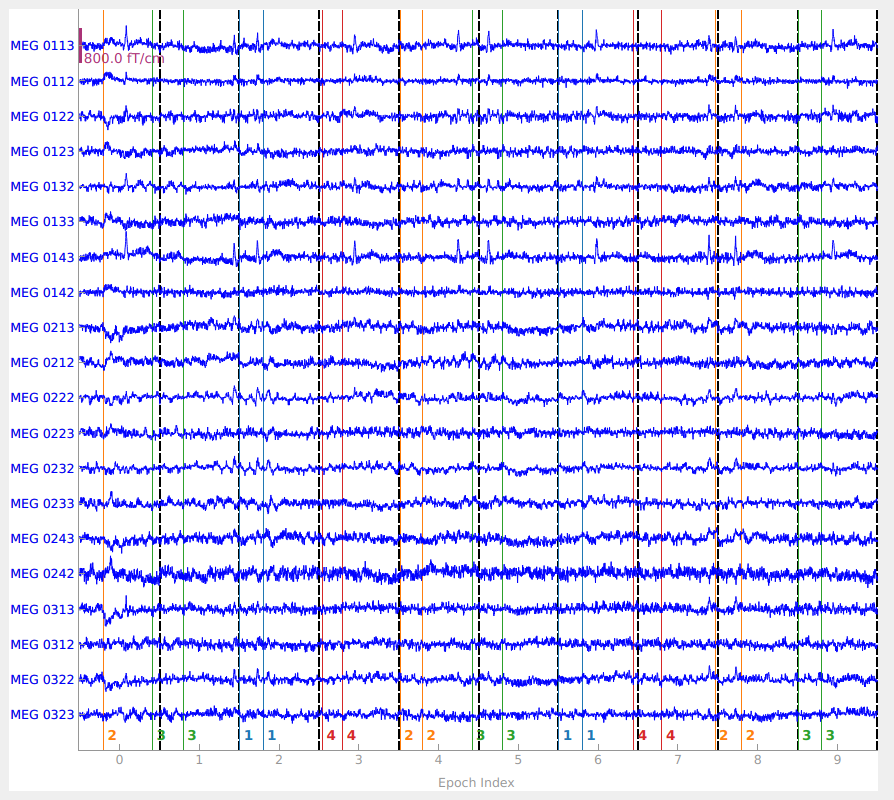 MEG 0113
800.0 fT/cm
MEG 0112
MEG 0122
MEG 0123
MEG 0132
MEG 0133
MEG 0143
MEG 0142
MEG 0213
MEG 0212
MEG 0222
MEG 0223
MEG 0232
MEG 0233
MEG 0243
MEG 0242
MEG 0313
MEG 0312
MEG 0322
MEG 0323
2 3 3 1 1 4 4 2 2 3 3 1 1 4 4 2 2 3 3
0 1 2 3 4 5 6 7 8 9
Epoch Index